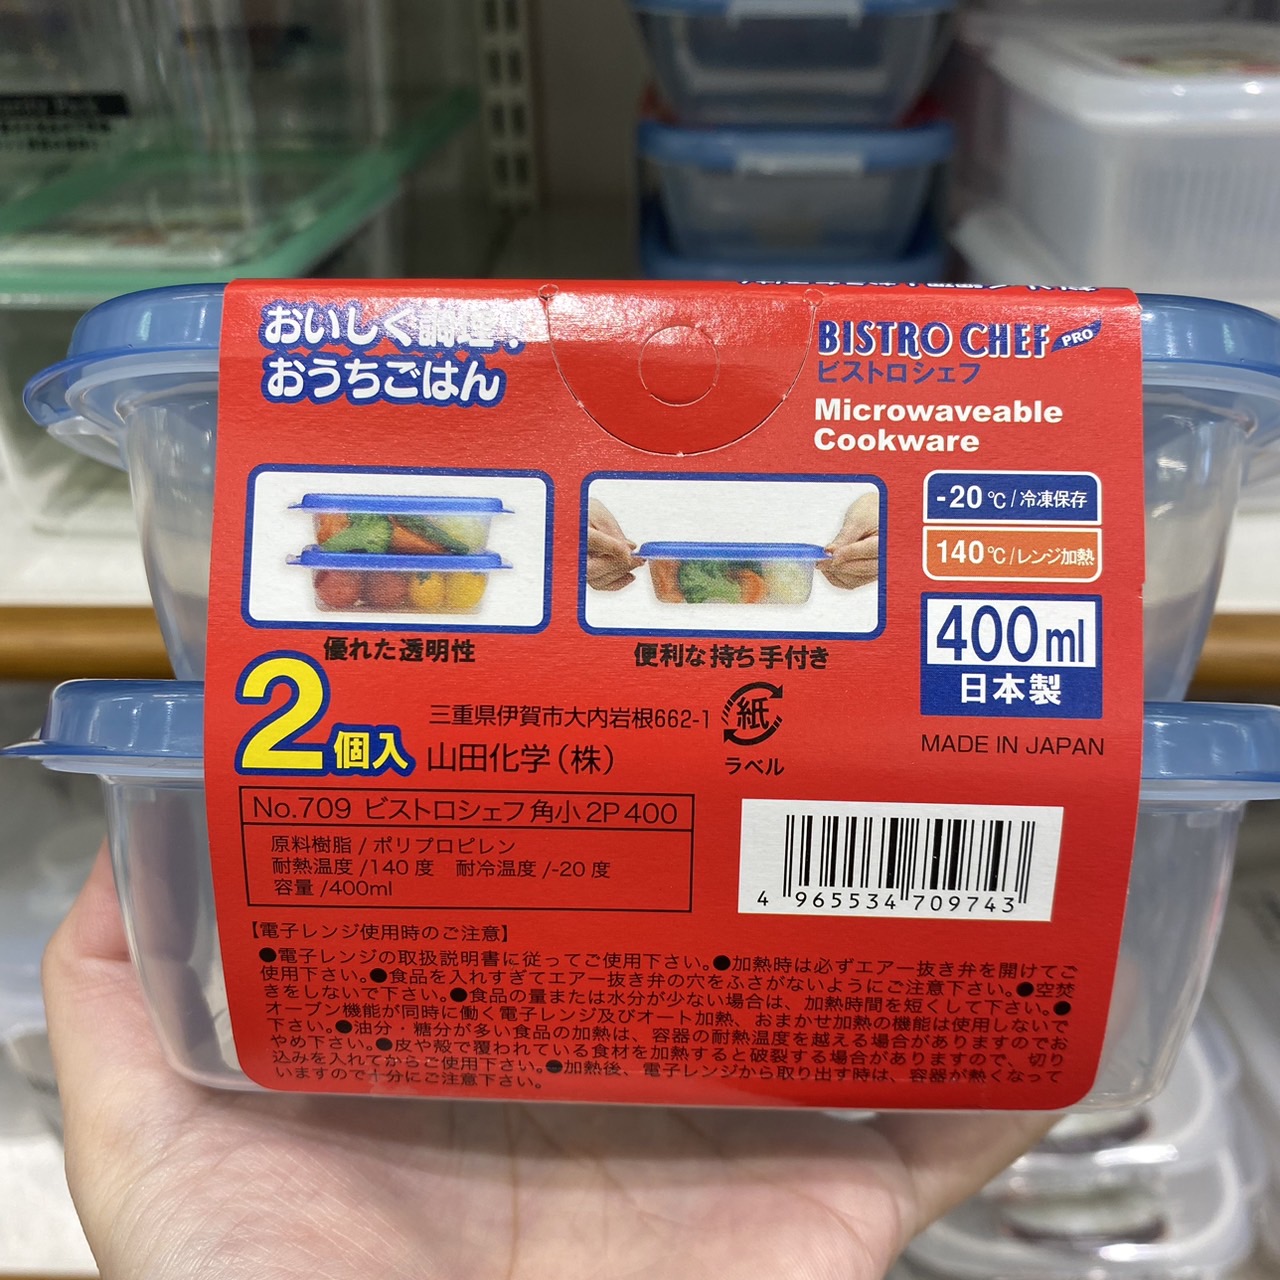 おいしく調理!
おうちごはん
BISTRO CHEF PRO
ビストロシェフ
Microwaveable
Cookware
-20℃/冷凍保存
140℃/レンジ加熱
400ml
日本製
MADE IN JAPAN
優れた透明性
便利な持ち手付き
2個入
三重県伊賀市大内岩根662-1
山田化学(株)
紙
ラベル
No.709 ビストロシェフ角小2P400
原料樹脂/ポリプロピレン
耐熱温度/140度 耐冷温度/-20度
容量/400ml
4 965534 709743
【電子レンジ使用時のご注意】
●電子レンジの取扱説明書に従ってご使用下さい。●加熱時は必ずエアー抜き弁を開けてご
使用下さい。●食品を入れすぎてエアー抜き弁の穴をふさがないようにご注意下さい。●空焚
きをしないで下さい。●食品の量または水分が少ない場合は、加熱時間を短くして下さい。●
オーブン機能が同時に働く電子レンジ及びオート加熱、おまかせ加熱の機能は使用しないで
下さい。●油分・糖分が多い食品の加熱は、容器の耐熱温度を越える場合がありますのでお
やめ下さい。●皮や殻で覆われている食材を加熱すると破裂する場合がありますので、切り
込みを入れてからご使用下さい。●加熱後、電子レンジから取り出す時は、容器が熱くなって
いますので十分にご注意下さい。